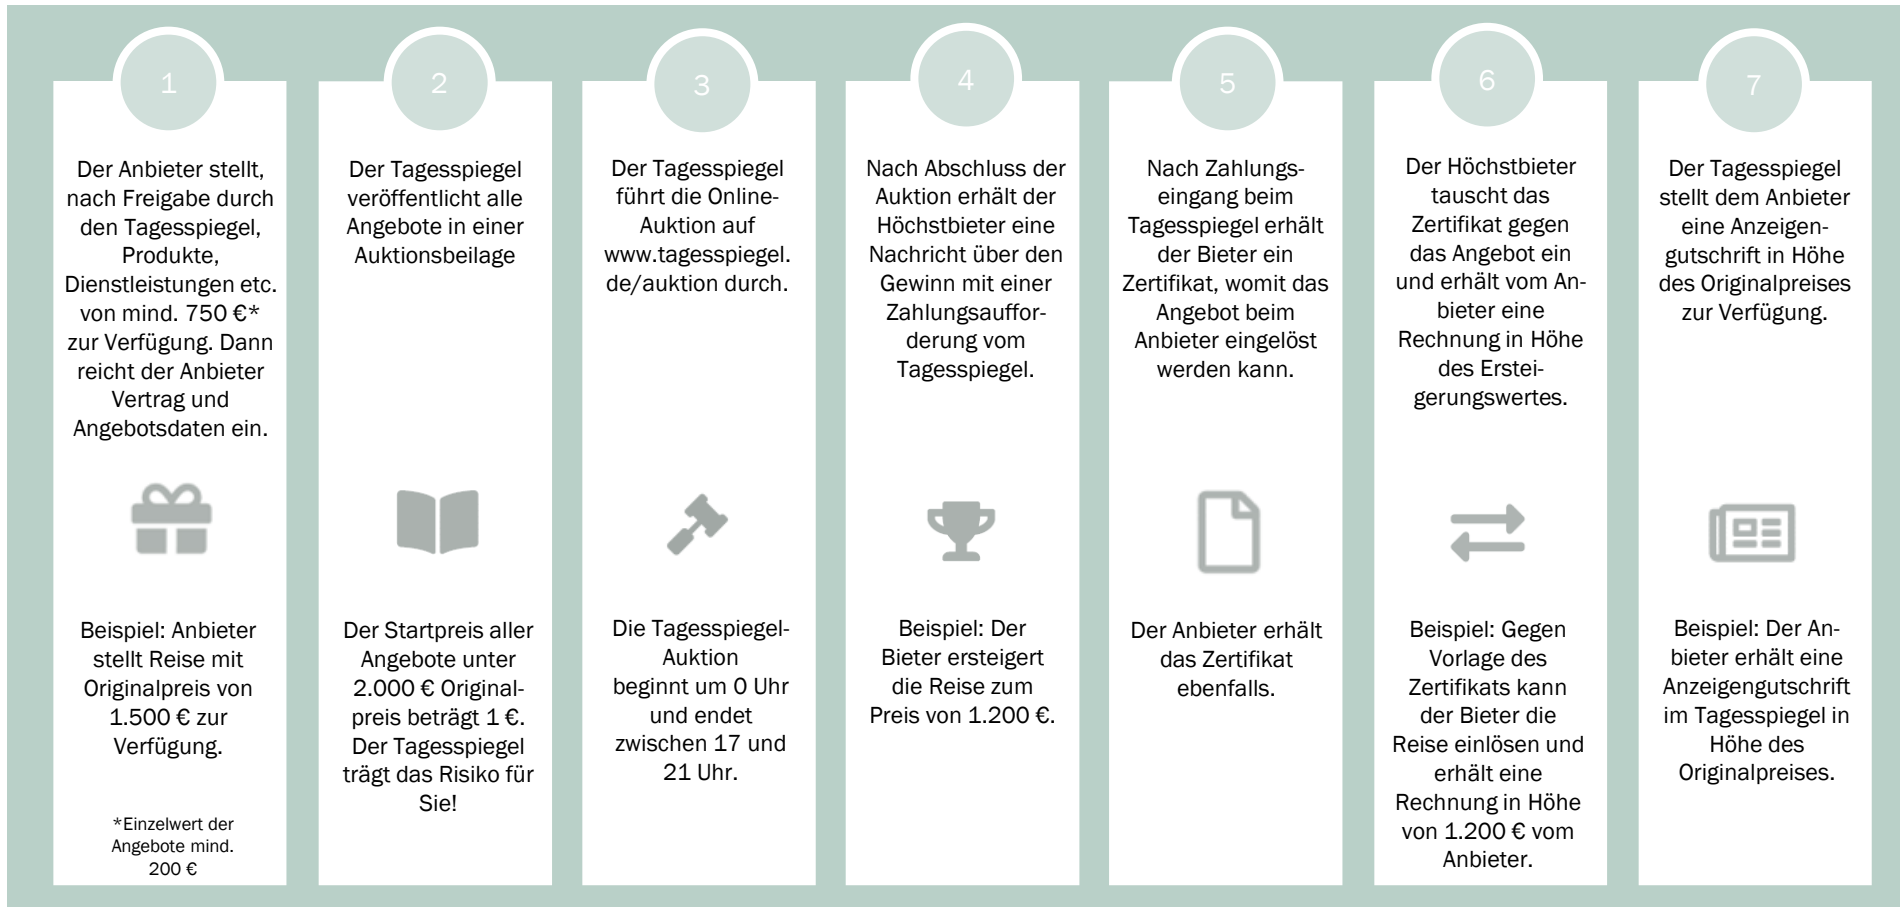 1
Der Anbieter stellt,
nach Freigabe durch
den Tagesspiegel,
Produkte,
Dienstleistungen etc.
von mind. 750 €*
zur Verfügung. Dann
reicht der Anbieter
Vertrag und
Angebotsdaten ein.
Beispiel: Anbieter
stellt Reise mit
Originalpreis von
1.500 € zur
Verfügung.
*Einzelwert der
Angebote mind.
200 €
2
Der Tagesspiegel
veröffentlicht alle
Angebote in einer
Auktionsbeilage
Der Startpreis aller
Angebote unter
2.000 € Original-
preis beträgt 1 €.
Der Tagesspiegel
trägt das Risiko für
Sie!
3
Der Tagesspiegel
führt die Online-
Auktion auf
www.tagesspiegel.
de/auktion durch.
Die Tagesspiegel-
Auktion
beginnt um 0 Uhr
und endet
zwischen 17 und
21 Uhr.
4
Nach Abschluss der
Auktion erhält der
Höchstbieter eine
Nachricht über den
Gewinn mit einer
Zahlungsauffor-
derung vom
Tagesspiegel.
Beispiel: Der
Bieter ersteigert
die Reise zum
Preis von 1.200 €.
5
Nach Zahlungs-
eingang beim
Tagesspiegel erhält
der Bieter ein
Zertifikat, womit das
Angebot beim
Anbieter eingelöst
werden kann.
Der Anbieter erhält
das Zertifikat
ebenfalls.
6
Der Höchstbieter
tauscht das
Zertifikat gegen
das Angebot ein
und erhält vom An-
bieter eine
Rechnung in Höhe
des Erstei-
gerungswertes.
Beispiel: Gegen
Vorlage des
Zertifikats kann
der Bieter die
Reise einlösen und
erhält eine
Rechnung in Höhe
von 1.200 € vom
Anbieter.
7
Der Tagesspiegel
stellt dem Anbieter
eine Anzeigen-
gutschrift in Höhe
des Originalpreises
zur Verfügung.
Beispiel: Der An-
bieter erhält eine
Anzeigengutschrift
im Tagesspiegel in
Höhe des
Originalpreises.